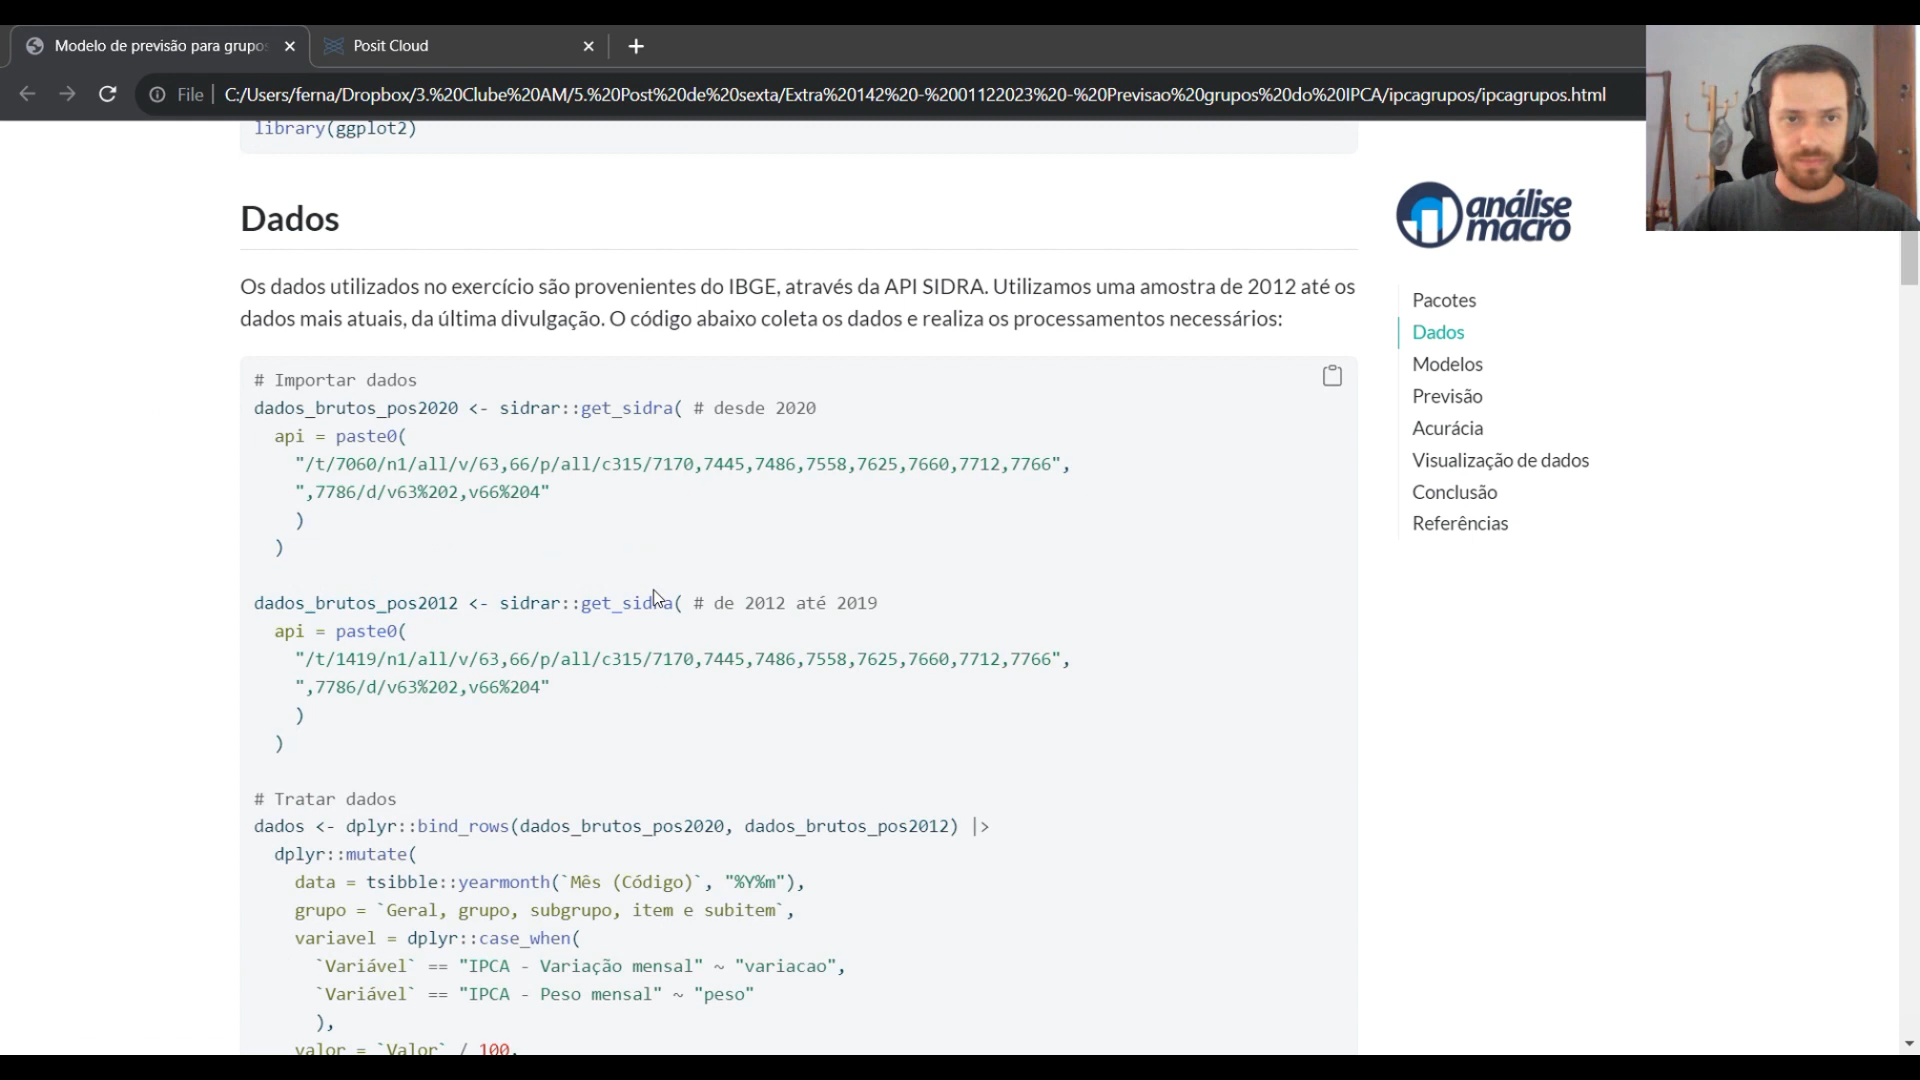 Modelo de previsão para grupos
Posit Cloud
File
C:/Users/ferna/Dropbox/3.%20Clube%20AM/5.%20Post%20de%20sexta/Extra%20142%20-%2001122023%20-%20Previsao%20grupos%20do%20IPCA/ipcagrupos/ipcagrupos.html
library(ggplot2)
Dados
Os dados utilizados no exercício são provenientes do IBGE, através da API SIDRA. Utilizamos uma amostra de 2012 até os
dados mais atuais, da última divulgação. O código abaixo coleta os dados e realiza os processamentos necessários:
# Importar dados
dados_brutos_pos2020 <- sidrar::get_sidra( # desde 2020
  api = paste0(
    "/t/7060/n1/all/v/63,66/p/all/c315/7170,7445,7486,7558,7625,7660,7712,7766",
    ",7786/d/v63%202,v66%204"
    )
  )
dados_brutos_pos2012 <- sidrar::get_sidra( # de 2012 até 2019
  api = paste0(
    "/t/1419/n1/all/v/63,66/p/all/c315/7170,7445,7486,7558,7625,7660,7712,7766",
    ",7786/d/v63%202,v66%204"
    )
  )
# Tratar dados
dados <- dplyr::bind_rows(dados_brutos_pos2020, dados_brutos_pos2012) |>
  dplyr::mutate(
    data = tsibble::yearmonth(`Mês (Código)`, "%Y%m"),
    grupo = `Geral, grupo, subgrupo, item e subitem`,
    variavel = dplyr::case_when(
      `Variável` == "IPCA - Variação mensal" ~ "variacao",
      `Variável` == "IPCA - Peso mensal" ~ "peso"
      ),
    valor = `Valor` / 100,
análise
macro
Pacotes
Dados
Modelos
Previsão
Acurácia
Visualização de dados
Conclusão
Referências